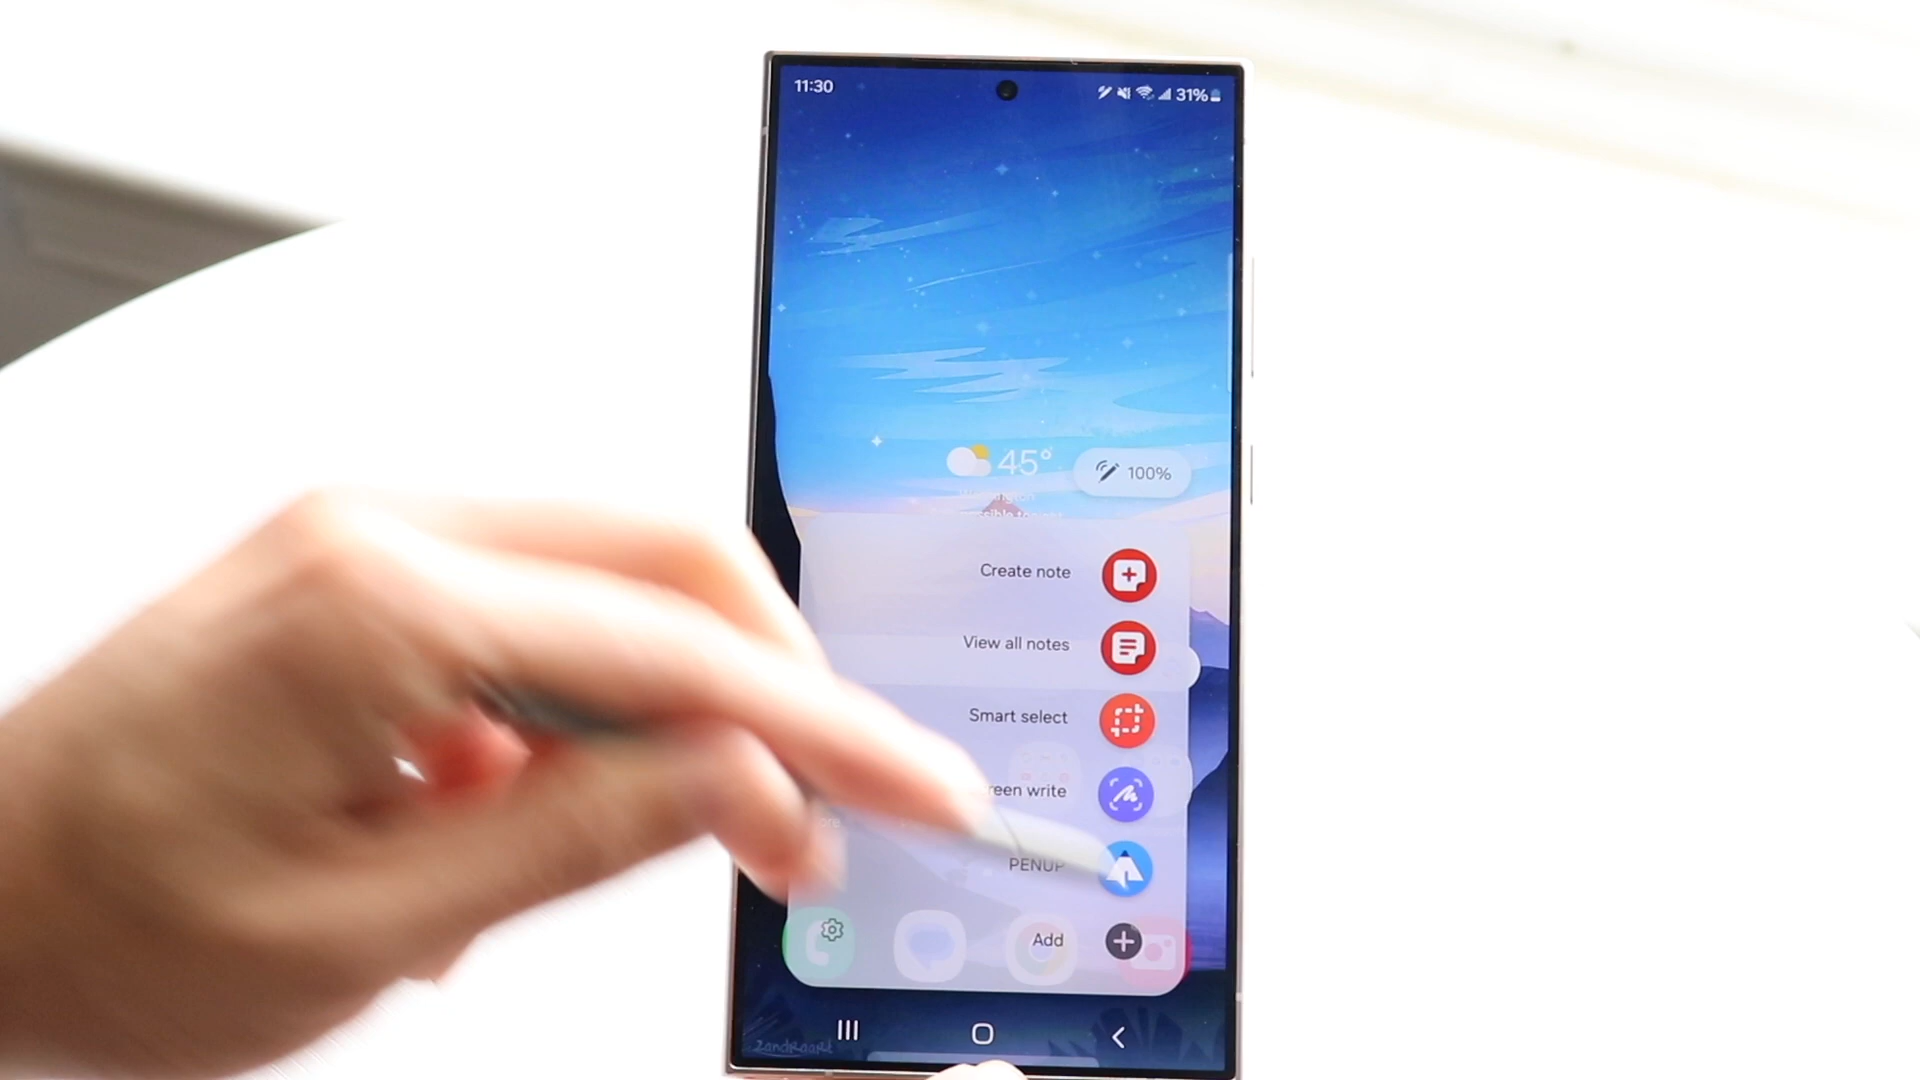 11:30
31%
45°
100%
Create note
View all notes
Smart select
reen write
PENUP
Add